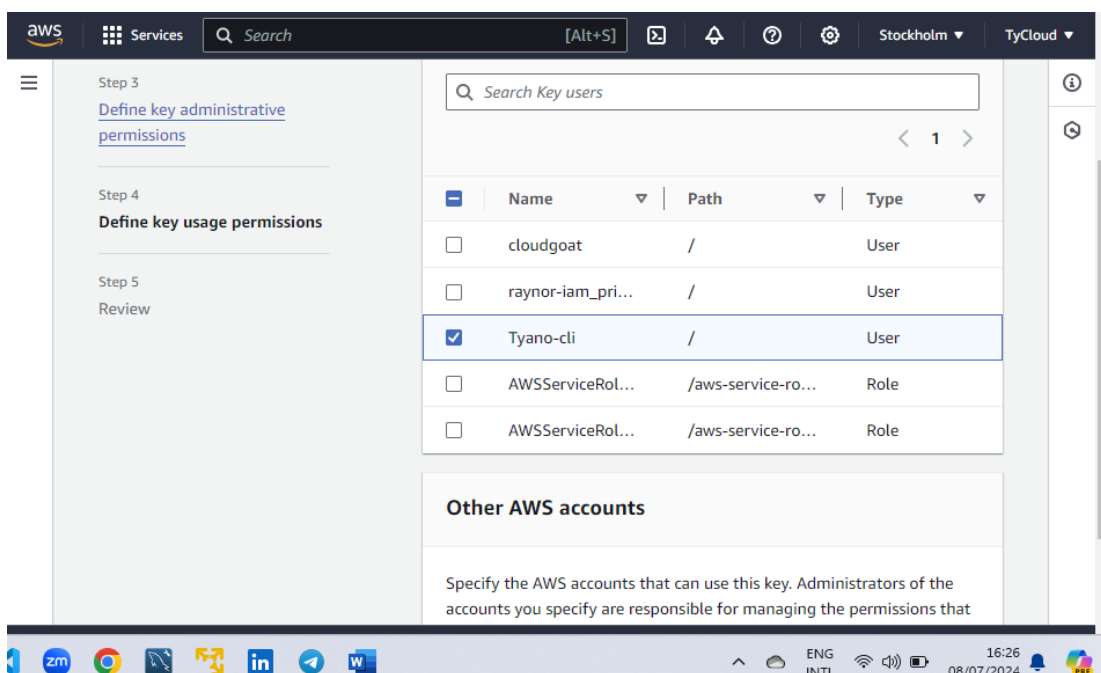 aws
Services
Search
[Alt+S]
Stockholm
TyCloud
Step 3
Define key administrative
permissions
Step 4
Define key usage permissions
Step 5
Review
Search Key users
1
Name
Path
Type
cloudgoat
/
User
raynor-iam_pri...
/
User
Tyano-cli
/
User
AWSServiceRol...
/aws-service-ro...
Role
AWSServiceRol...
/aws-service-ro...
Role
Other AWS accounts
Specify the AWS accounts that can use this key. Administrators of the
accounts you specify are responsible for managing the permissions that
zm
in
W
ENG
INTL
16:26
08/07/2024
PRE